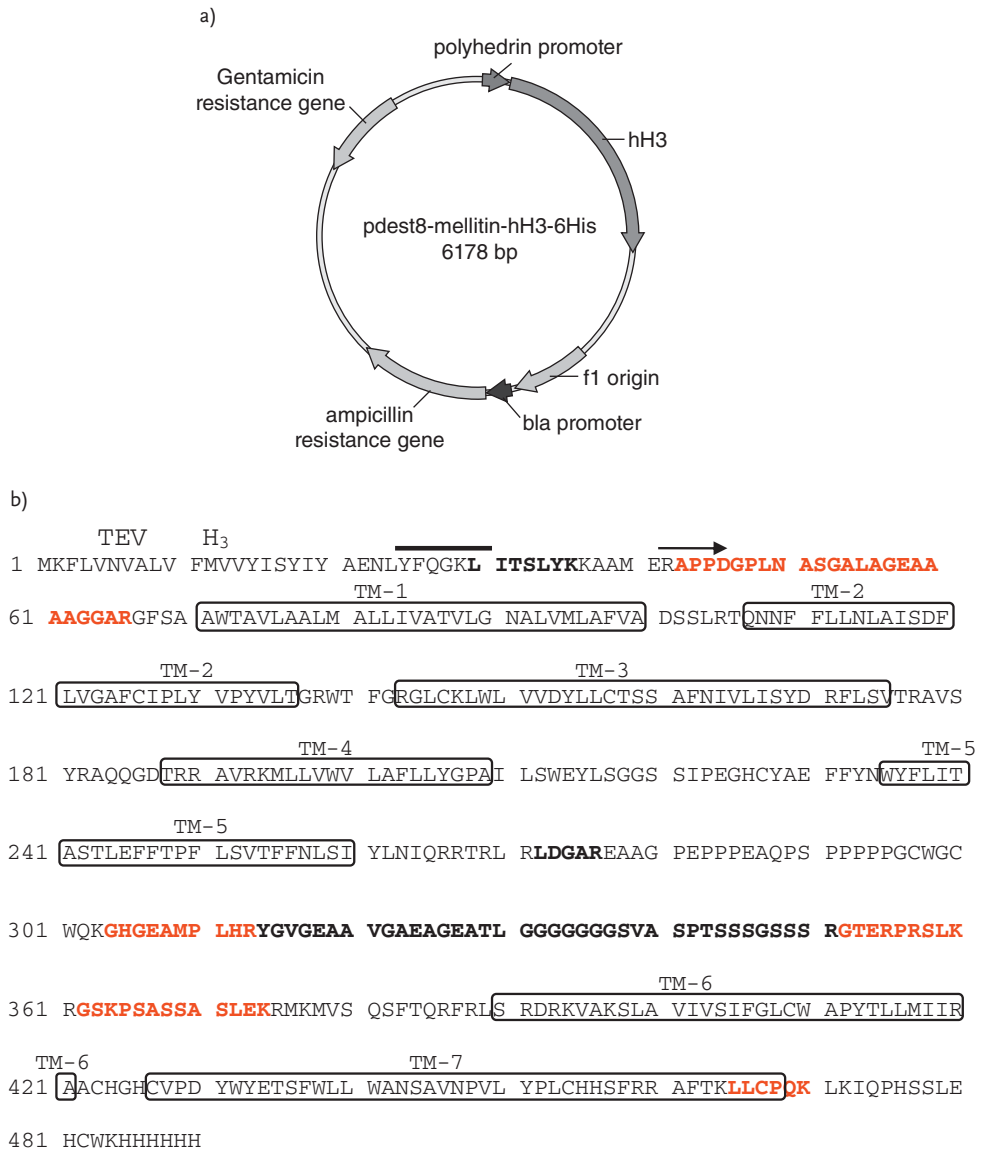 a)
polyhedrin promoter
Gentamicin
resistance gene
hH3
pdest8-mellitin-hH3-6His
6178 bp
f1 origin
bla promoter
ampicillin
resistance gene
b)
TEV H3
1 MKFLVNVALV FMVVYISYIY AENLYFQGKL ITSLYKKAAM ERAPPDGPLN ASGALAGEAA
TM-1 TM-2
61 AAGGARGFSA AWTAVLAALM ALLIVATVLG NALVMLAFVA DSSLRTQNNF FLLNLAISDF
TM-2 TM-3
121 LVGAFCIPLY VPYVLTGRWT FGRGLCKLWL VVDYLLCTSS AFNIVLISYD RFLSVTRAVS
TM-4 TM-5
181 YRAQQGDTRR AVRKMLLVWV LAFLLYGPAI LSWEYLSGGS SIPEGHCYAE FFYNWYFLIT
TM-5
241 ASTLEFFTPF LSVTFFNLSI YLNIQRRTRL RLDGAREAAG PEPPPEAQPS PPPPPGCWGC
301 WQKGHGEAMP LHRYGVGEAA VGAEAGEATL GGGGGGGSVA SPTSSSGSSS RGTERPRSLK
TM-6
361 RGSKPSASSA SLEKRMKMVS QSFTQRFRLS RDRKVAKSLA VIVSIFGLCW APYTLLMIIR
TM-6 TM-7
421 AACHGHCVPD YWYETSFWLL WANSAVNPVL YPLCHHSFRR AFTKLLCPQK LKIQPHSSLE
481 HCWKHHHHHH